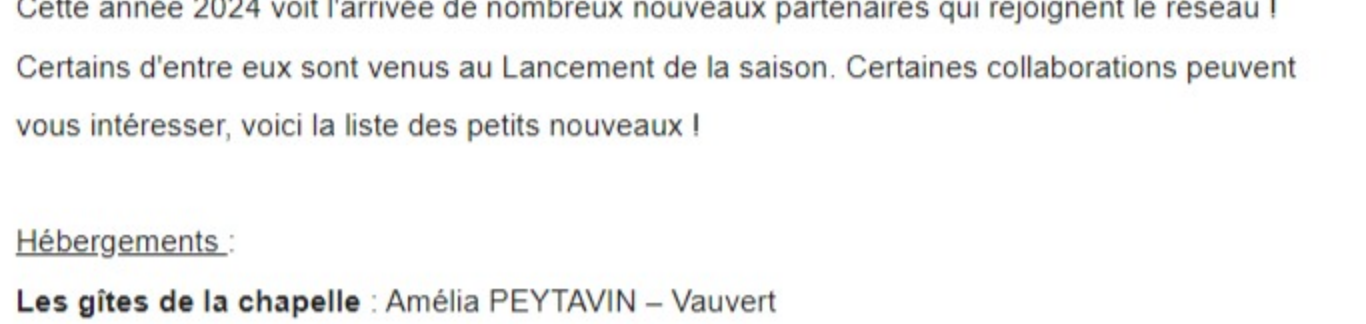 Cette année 2024 voit l'arrivée de nombreux nouveaux partenaires qui rejoignent le réseau !
Certains d'entre eux sont venus au Lancement de la saison. Certaines collaborations peuvent
vous intéresser, voici la liste des petits nouveaux !
Hébergements :
Les gîtes de la chapelle : Amélia PEYTAVIN – Vauvert